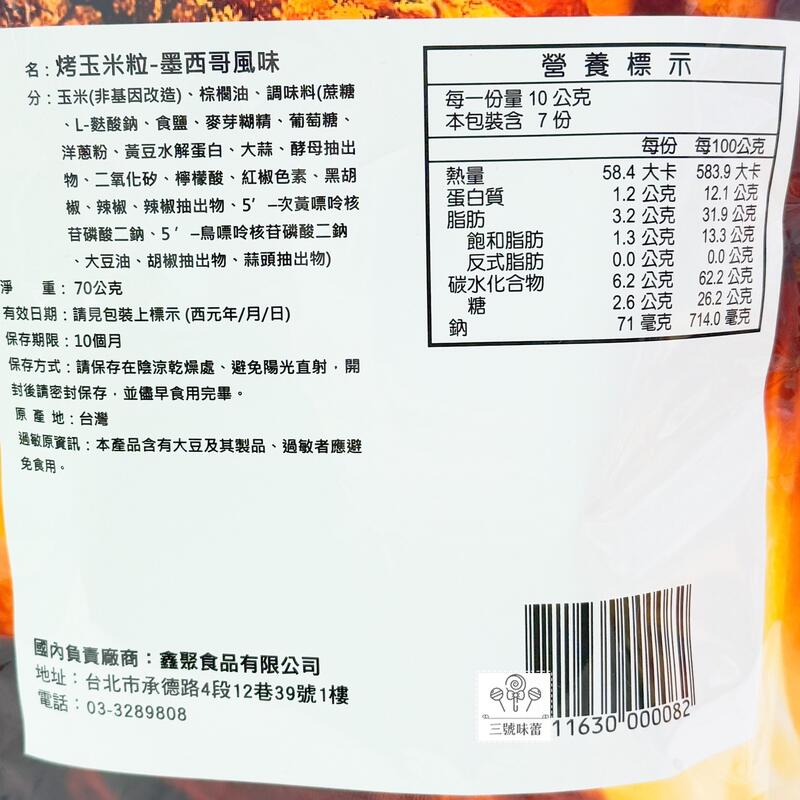 名：烤玉米粒-墨西哥風味
分：玉米(非基因改造)、棕櫚油、調味料(蔗糖
、L-麩酸鈉、食鹽、麥芽糊精、葡萄糖、
洋蔥粉、黃豆水解蛋白、大蒜、酵母抽出
物、二氧化矽、檸檬酸、紅椒色素、黑胡
椒、辣椒、辣椒抽出物、5’–次黃嘌呤核
苷磷酸二鈉、5’–鳥嘌呤核苷磷酸二鈉
、大豆油、胡椒抽出物、蒜頭抽出物)
淨 重：70公克
有效日期：請見包裝上標示 (西元年/月/日)
保存期限：10個月
保存方式：請保存在陰涼乾燥處、避免陽光直射，開
封後請密封保存，並儘早食用完畢。
原產地：台灣
過敏原資訊：本產品含有大豆及其製品、過敏者應避
免食用。
國內負責廠商：鑫聚食品有限公司
地址：台北市承德路4段12巷39號1樓
電話：03-3289808
營養標示
每一份量 10 公克
本包裝含 7 份
每份 每100公克
熱量 58.4 大卡 583.9 大卡
蛋白質 1.2 公克 12.1 公克
脂肪 3.2 公克 31.9 公克
飽和脂肪 1.3 公克 13.3 公克
反式脂肪 0.0 公克 0.0 公克
碳水化合物 6.2 公克 62.2 公克
糖 2.6 公克 26.2 公克
鈉 71 毫克 714.0 毫克
三號味蕾
11630 000082